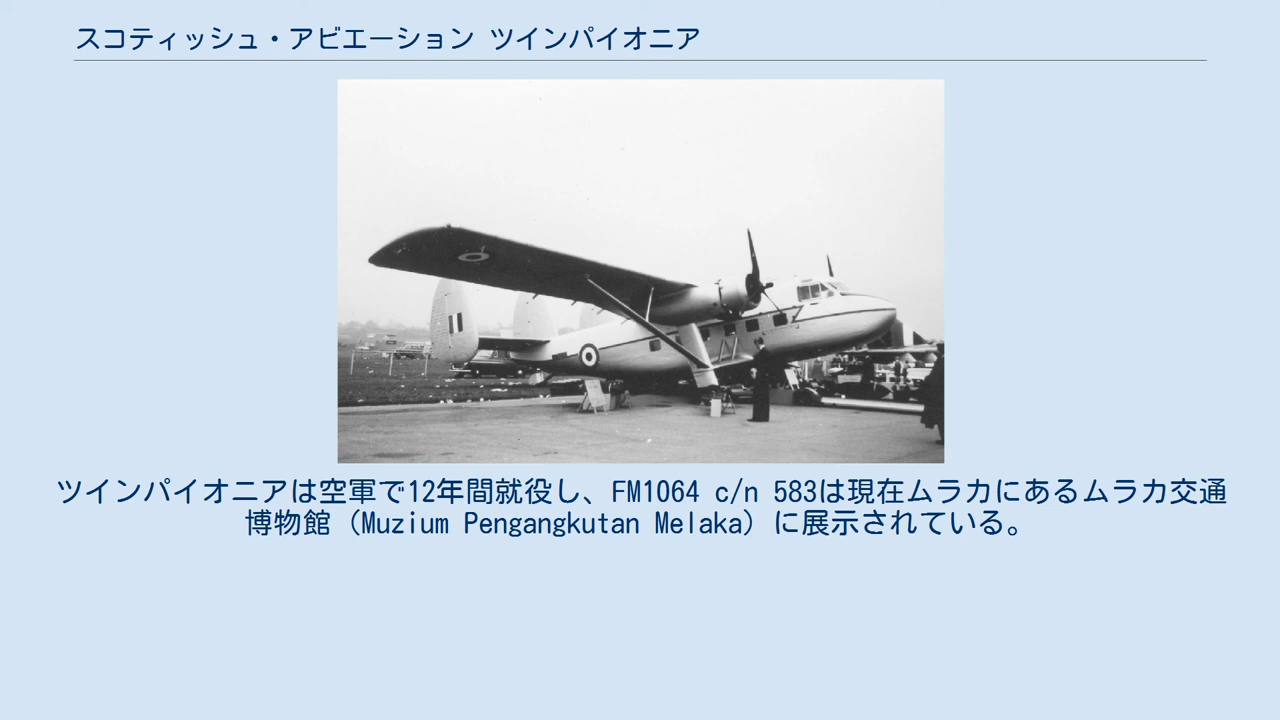 スコティッシュ・アビエーション ツインパイオニア
ツインパイオニアは空軍で12年間就役し、FM1064 c/n 583は現在ムラカにあるムラカ交通
博物館（Muzium Pengangkutan Melaka）に展示されている。